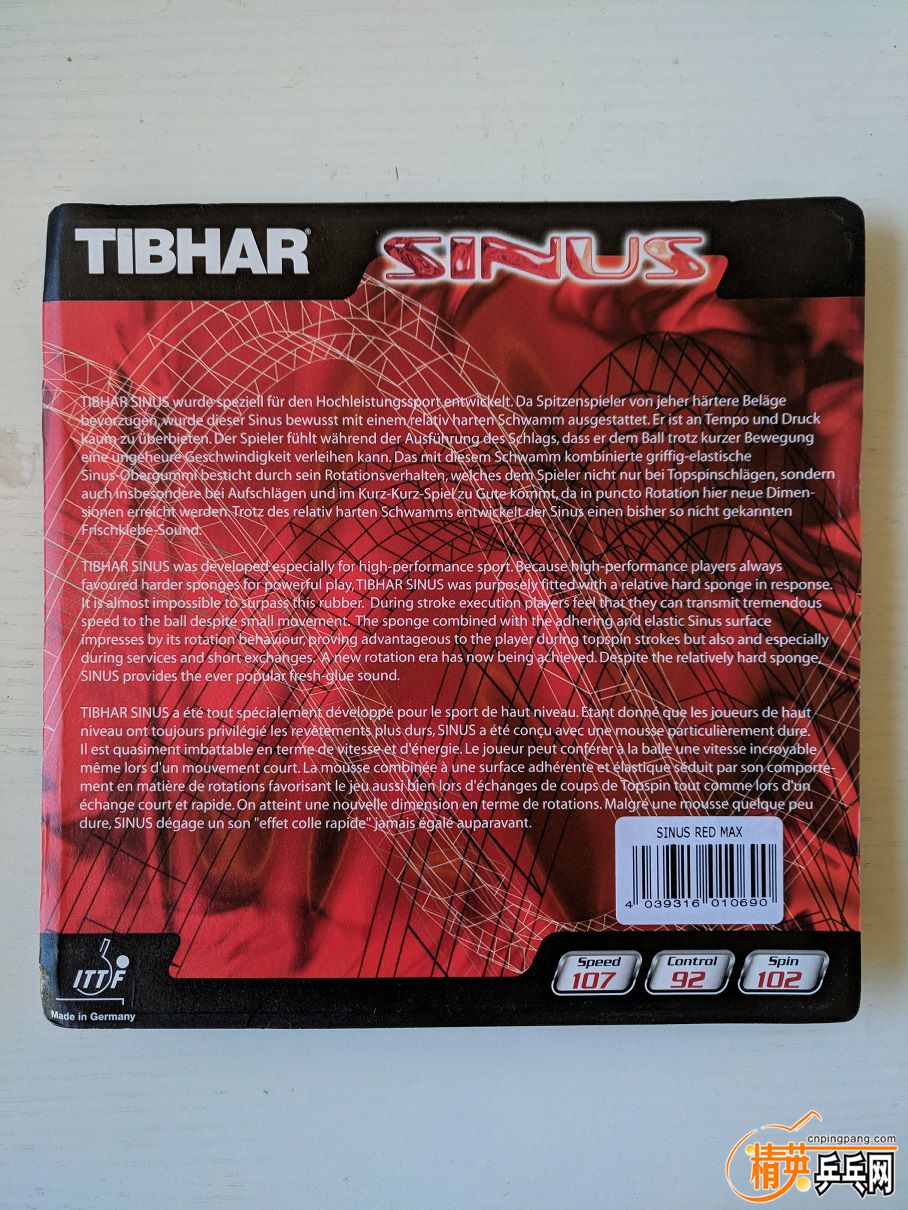 TIBHAR®
SINUS
TIBHAR SINUS wurde speziell für den Hochleistungssport entwickelt. Da Spitzenspieler von jeher härtere Beläge
bevorzugen, wurde dieser Sinus bewusst mit einem relativ harten Schwamm ausgestattet. Er ist an Tempo und Druck
kaum zu überbieten. Der Spieler fühlt während der Ausführung des Schlags, dass er dem Ball trotz kurzer Bewegung
eine ungeheure Geschwindigkeit verleihen kann. Das mit diesem Schwamm kombinierte griffig-elastische
Sinus-Obergummi besticht durch sein Rotationsverhalten, welches dem Spieler nicht nur bei Topspinschlägen, sondern
auch insbesondere bei Aufschlägen und im Kurz-Kurz-Spiel zu Gute kommt, da in puncto Rotation hier neue Dimen-
sionen erreicht werden. Trotz des relativ harten Schwamms entwickelt der Sinus einen bisher so nicht gekannten
Frischklebe-Sound.
TIBHAR SINUS was developed especially for high-performance sport. Because high-performance players always
favoured harder sponges for powerful play, TIBHAR SINUS was purposely fitted with a relative hard sponge in response.
It is almost impossible to surpass this rubber. During stroke execution players feel that they can transmit tremendous
speed to the ball despite small movement. The sponge combined with the adhering and elastic Sinus surface
impresses by its rotation behaviour, proving advantageous to the player during topspin strokes but also and especially
during services and short exchanges. A new rotation era has now being achieved. Despite the relatively hard sponge,
SINUS provides the ever popular fresh-glue sound.
TIBHAR SINUS a été tout spécialement développé pour le sport de haut niveau. Etant donné que les joueurs de haut
niveau ont toujours privilégié les revêtements plus durs, SINUS a été conçu avec une mousse particulièrement dure.
Il est quasiment imbattable en terme de vitesse et d'énergie. Le joueur peut conférer à la balle une vitesse incroyable
même lors d'un mouvement court. La mousse combinée à une surface adhérente et élastique séduit par son comporte-
ment en matière de rotations favorisant le jeu aussi bien lors d'échanges de coups de Topspin tout comme lors d'un
échange court et rapide. On atteint une nouvelle dimension en terme de rotations. Malgré une mousse quelque peu
dure, SINUS dégage un son "effet colle rapide" jamais égalé auparavant.
SINUS RED MAX
4 039316 010690
ITTF
Made in Germany
Speed
107
Control
92
Spin
102
cnpingpang.com
精英乒乓网